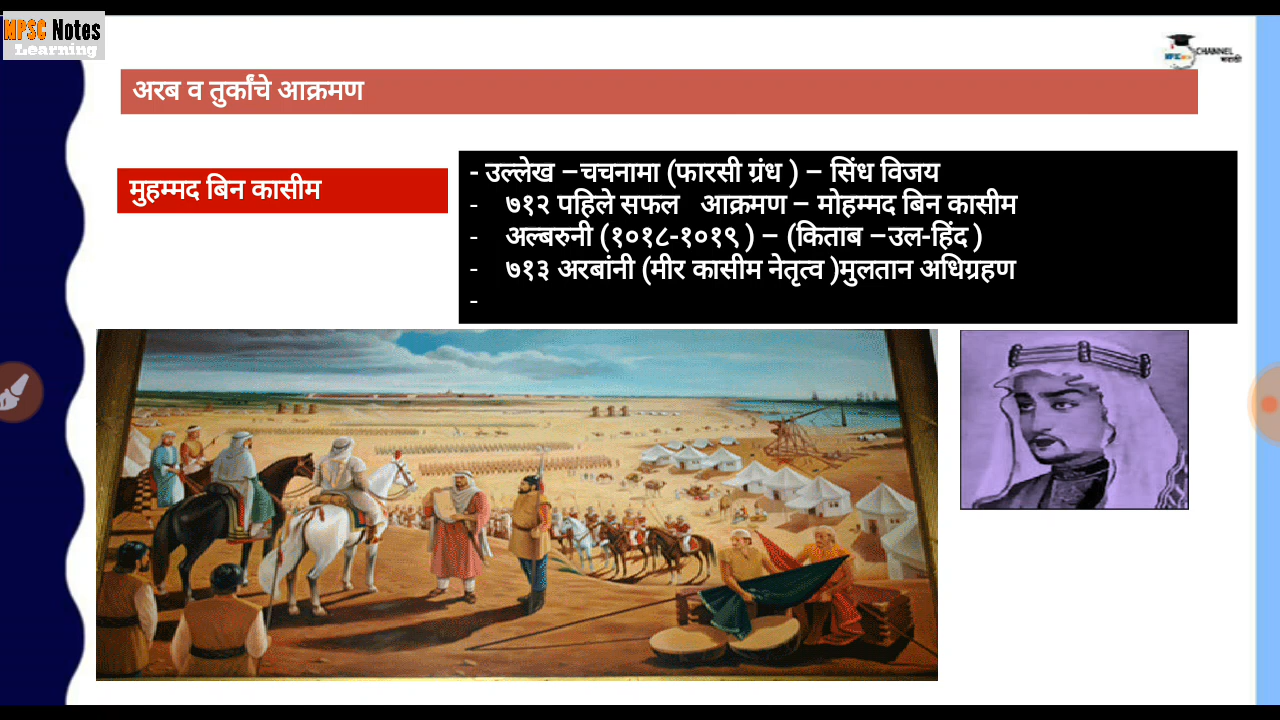 MPSC Notes
Learning
CHANNEL
मराठी
अरब व तुर्कांचे आक्रमण
मुहम्मद बिन कासीम
- उल्लेख –चचनामा (फारसी ग्रंध ) – सिंध विजय
- ७१२ पहिले सफल आक्रमण – मोहम्मद बिन कासीम
- अल्बरुनी (१०१८-१०१९ ) – (किताब –उल-हिंद )
- ७१३ अरबांनी (मीर कासीम नेतृत्व )मुलतान अधिग्रहण
-